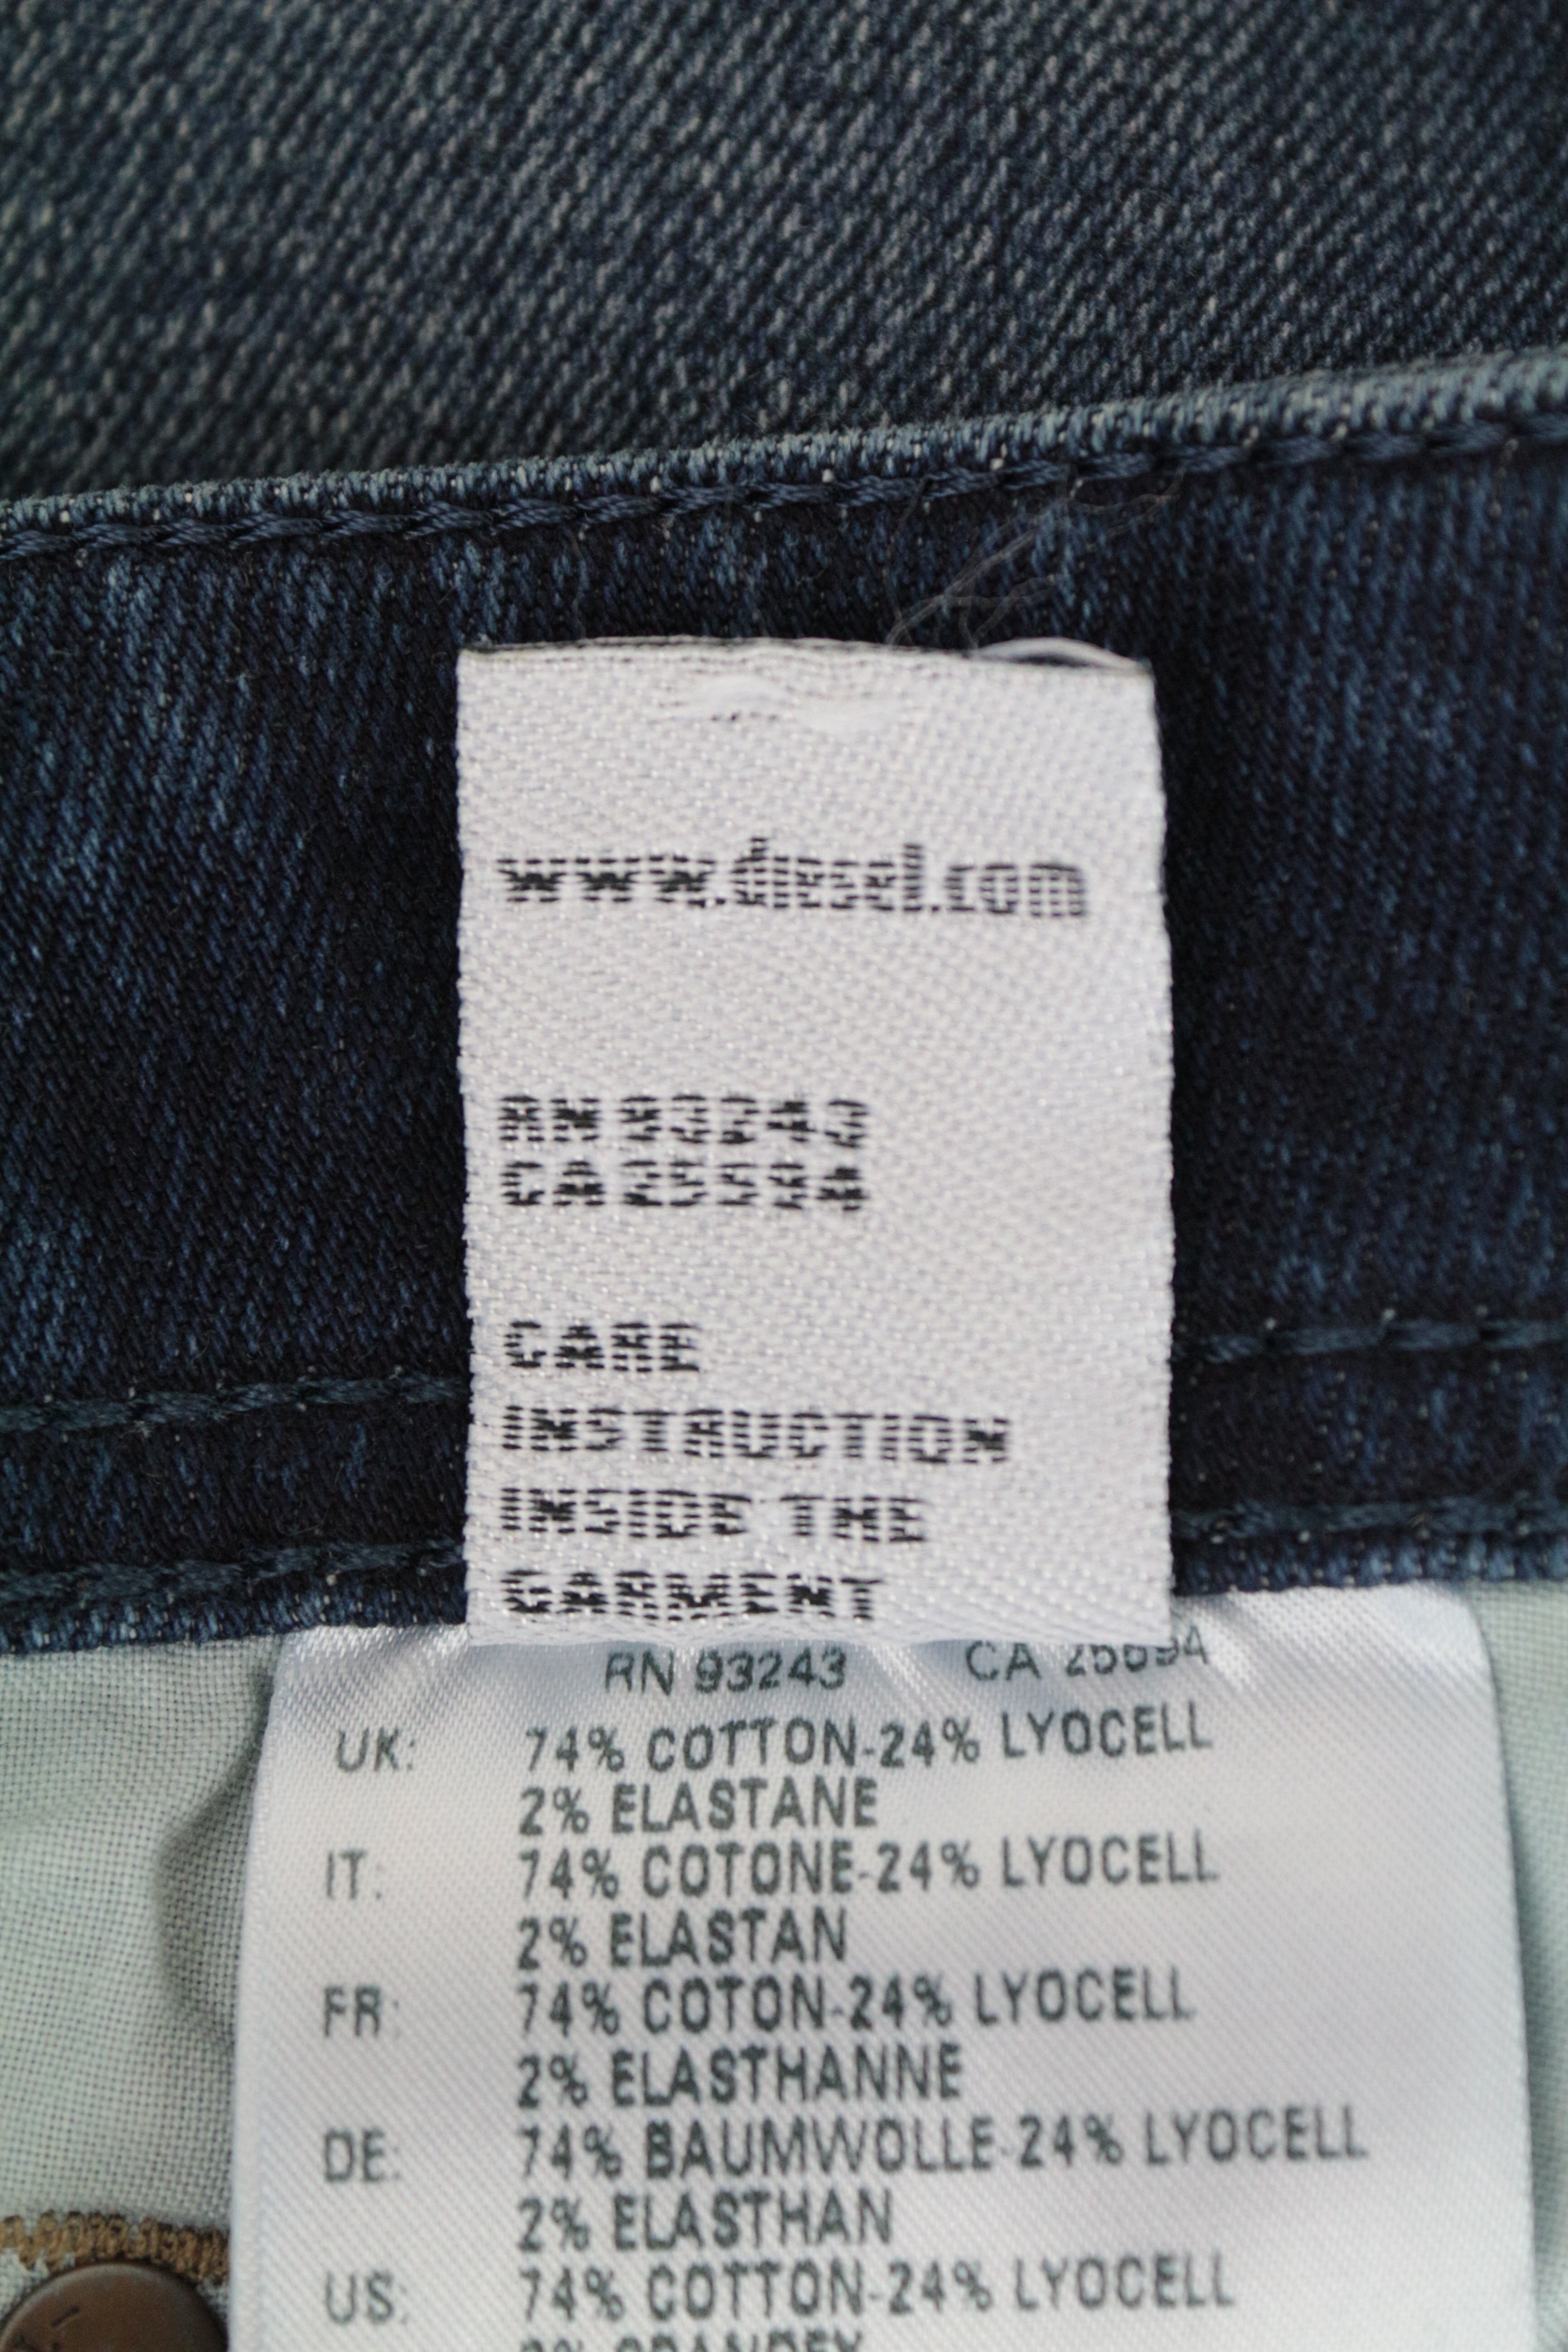 www.diesel.com
RN 93243
CA 25594
CARE
INSTRUCTION
INSIDE THE
GARMENT
RN 93243 CA 25594
UK: 74% COTTON-24% LYOCELL
2% ELASTANE
IT: 74% COTONE-24% LYOCELL
2% ELASTAN
FR: 74% COTON-24% LYOCELL
2% ELASTHANNE
DE: 74% BAUMWOLLE-24% LYOCELL
2% ELASTHAN
US: 74% COTTON-24% LYOCELL